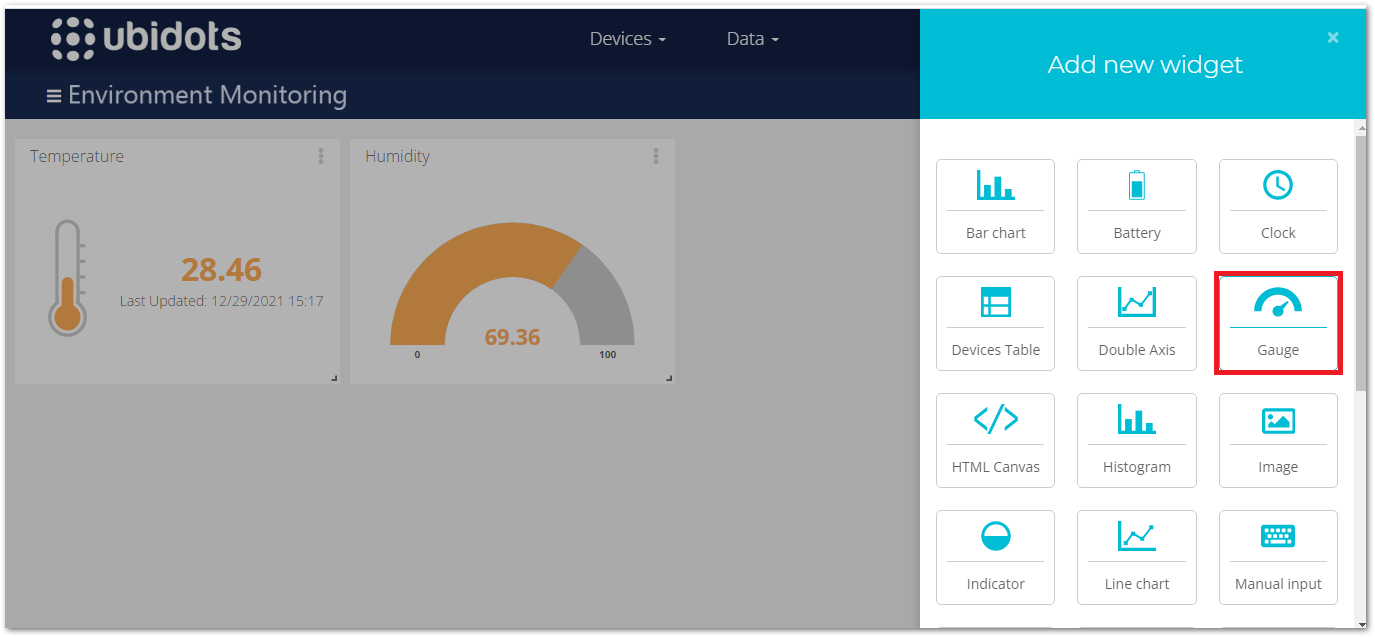 ubidots
Devices
Data
Environment Monitoring
Temperature
28.46
Last Updated: 12/29/2021 15:17
Humidity
69.36
0
100
×
Add new widget
Bar chart
Battery
Clock
Devices Table
Double Axis
Gauge
</>
HTML Canvas
Histogram
Image
Indicator
Line chart
Manual input